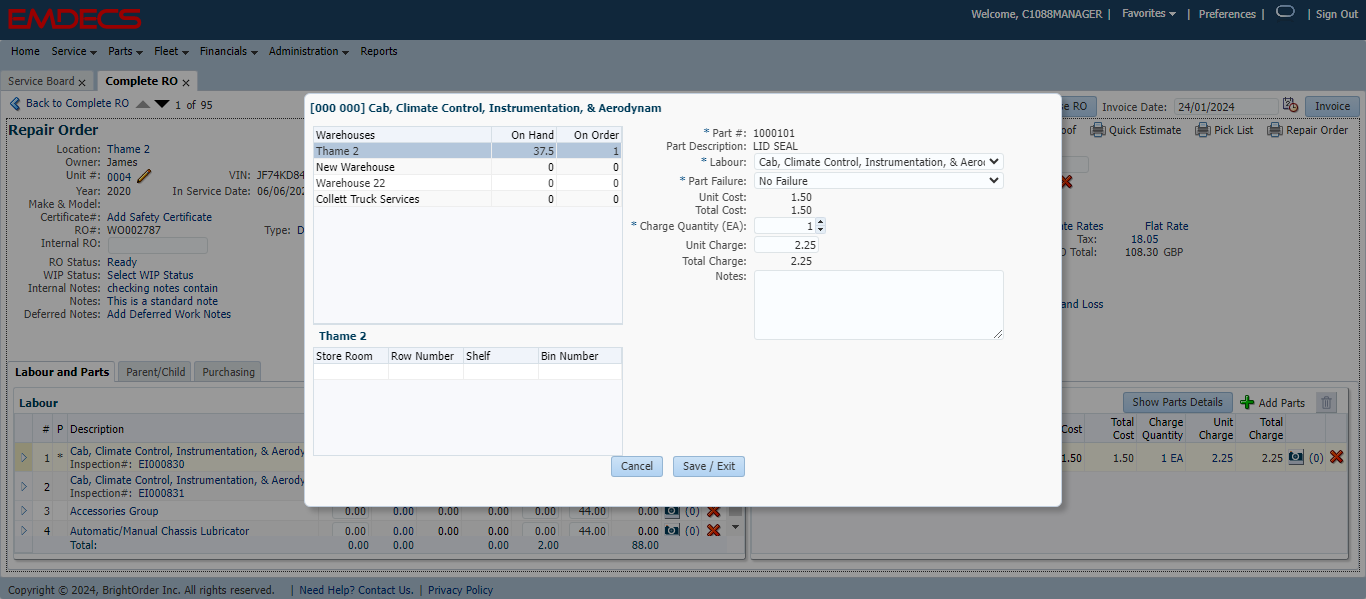 EMDECS
Welcome, C1088MANAGER | Favorites | Preferences | | Sign Out
Home Service Parts Fleet Financials Administration Reports
Service Board x Complete RO x
Back to Complete RO 1 of 95
RO Invoice Date: 24/01/2024 Invoice
Repair Order
Quick Estimate Pick List Repair Order
Location: Thame 2
Owner: James
Unit #: 0004 VIN: JF74KD84
Year: 2020 In Service Date: 06/06/202
Make & Model:
Certificate#: Add Safety Certificate
RO#: WO002787 Type: D
Internal RO:
RO Status: Ready
WIP Status: Select WIP Status
Internal Notes: checking notes contain
Notes: This is a standard note
Deferred Notes: Add Deferred Work Notes
Rates Flat Rate
Tax: 18.05
Total: 108.30 GBP
and Loss
[000 000] Cab, Climate Control, Instrumentation, & Aerodynam
Warehouses On Hand On Order
Thame 2 37.5 1
New Warehouse 0 0
Warehouse 22 0 0
Collett Truck Services 0 0
Thame 2
Store Room Row Number Shelf Bin Number
* Part #: 1000101
Part Description: LID SEAL
* Labour: Cab, Climate Control, Instrumentation, & Aero
* Part Failure: No Failure
Unit Cost: 1.50
Total Cost: 1.50
* Charge Quantity (EA): 1
Unit Charge: 2.25
Total Charge: 2.25
Notes:
Cancel Save / Exit
Labour and Parts Parent/Child Purchasing
Labour
# P Description
1 * Cab, Climate Control, Instrumentation, & Aerody
Inspection#: EI000830
2 Cab, Climate Control, Instrumentation, & Aerody
Inspection#: EI000831
3 Accessories Group 0.00 0.00 0.00 0.00 0.00 44.00 0.00 (0)
4 Automatic/Manual Chassis Lubricator 0.00 0.00 0.00 0.00 0.00 44.00 0.00 (0)
Total: 0.00 0.00 0.00 2.00 88.00
Show Parts Details Add Parts
Cost Total Cost Charge Quantity Unit Charge Total Charge
1.50 1.50 1 EA 2.25 2.25 (0)
Copyright © 2024, BrightOrder Inc. All rights reserved. | Need Help? Contact Us. | Privacy Policy